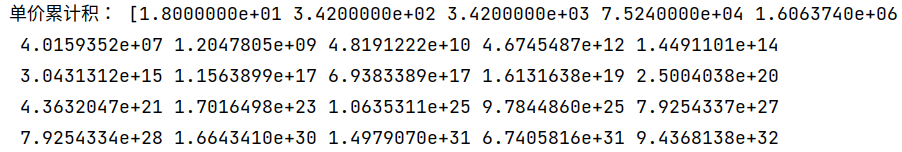 单价累计积： [1.8000000e+01 3.4200000e+02 3.4200000e+03 7.5240000e+04 1.6063740e+06
4.0159352e+07 1.2047805e+09 4.8191222e+10 4.6745487e+12 1.4491101e+14
3.0431312e+15 1.1563899e+17 6.9383389e+17 1.6131638e+19 2.5004038e+20
4.3632047e+21 1.7016498e+23 1.0635311e+25 9.7844860e+25 7.9254337e+27
7.9254334e+28 1.6643410e+30 1.4979070e+31 6.7405816e+31 9.4368138e+32